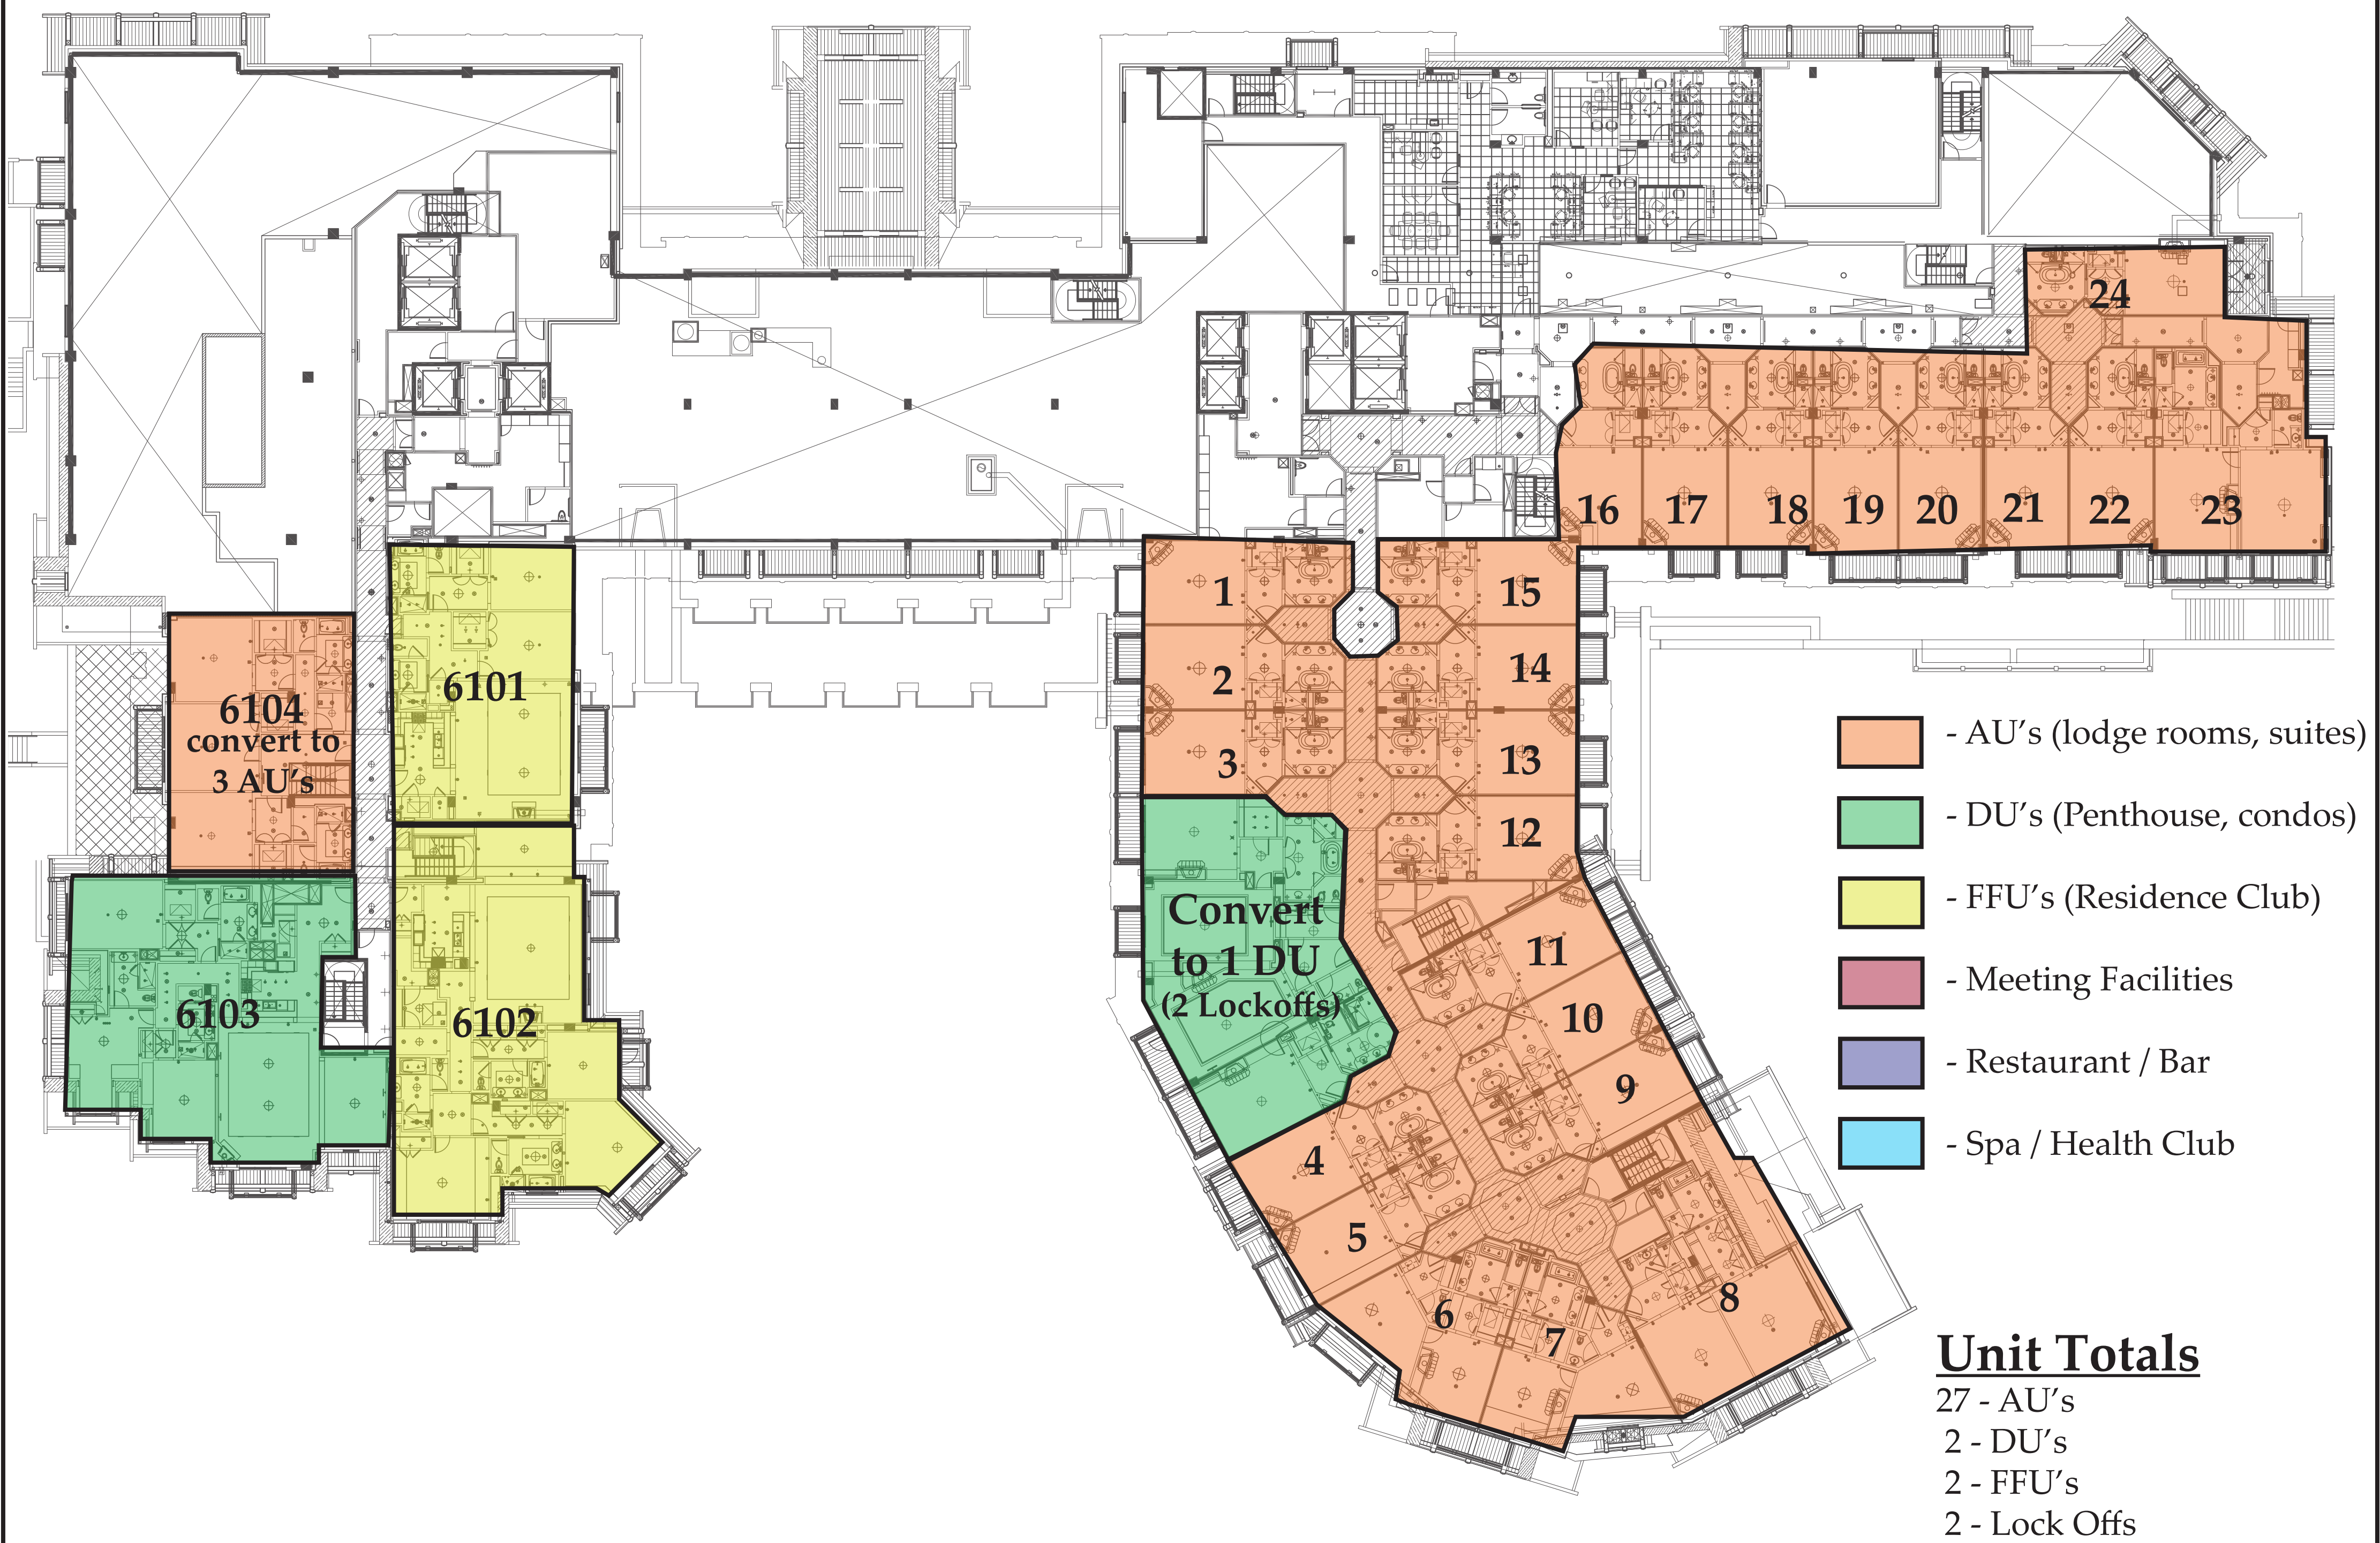 24
16
17
18
19
20
21
22
23
1
15
2
14
3
13
12
6101
6104
convert to
3 AU's
6103
6102
Convert
to 1 DU
(2 Lockoffs)
11
10
9
4
5
6
7
8
- AU's (lodge rooms, suites)
- DU's (Penthouse, condos)
- FFU's (Residence Club)
- Meeting Facilities
- Restaurant / Bar
- Spa / Health Club
Unit Totals
27 - AU's
2 - DU's
2 - FFU's
2 - Lock Offs